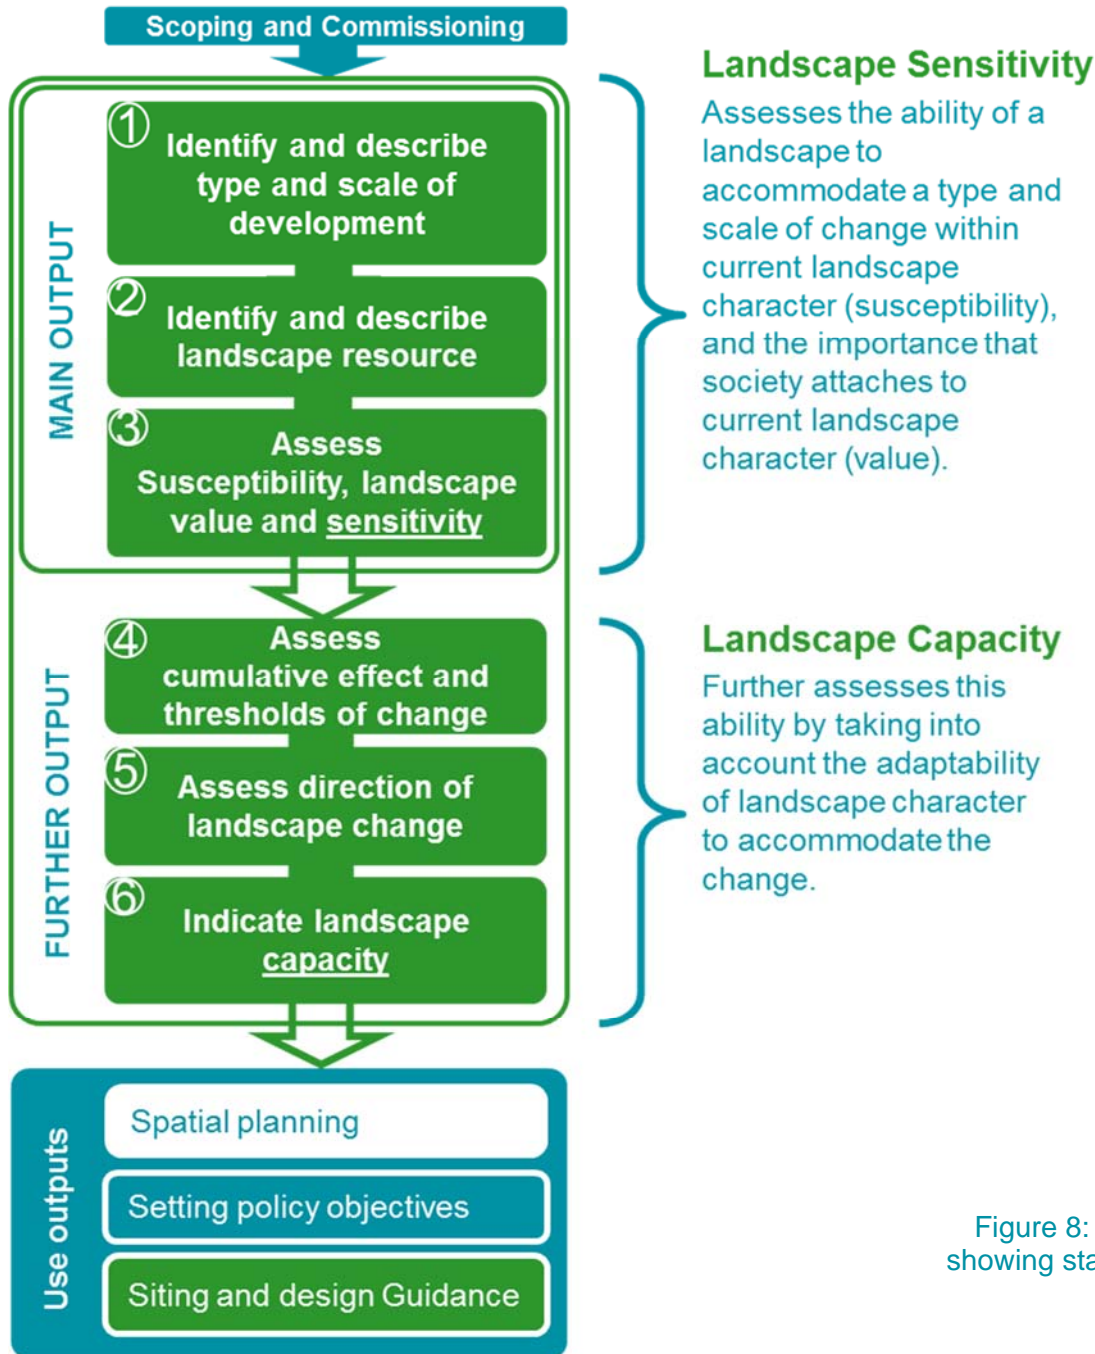 Scoping and Commissioning
MAIN OUTPUT
①
Identify and describe
type and scale of
development
②
Identify and describe
landscape resource
③
Assess
Susceptibility, landscape
value and sensitivity
Landscape Sensitivity
Assesses the ability of a
landscape to
accommodate a type and
scale of change within
current landscape
character (susceptibility),
and the importance that
society attaches to
current landscape
character (value).
FURTHER OUTPUT
④
Assess
cumulative effect and
thresholds of change
⑤
Assess direction of
landscape change
⑥
Indicate landscape
capacity
Landscape Capacity
Further assesses this
ability by taking into
account the adaptability
of landscape character
to accommodate the
change.
Use outputs
Spatial planning
Setting policy objectives
Siting and design Guidance
Figure 8:
showing